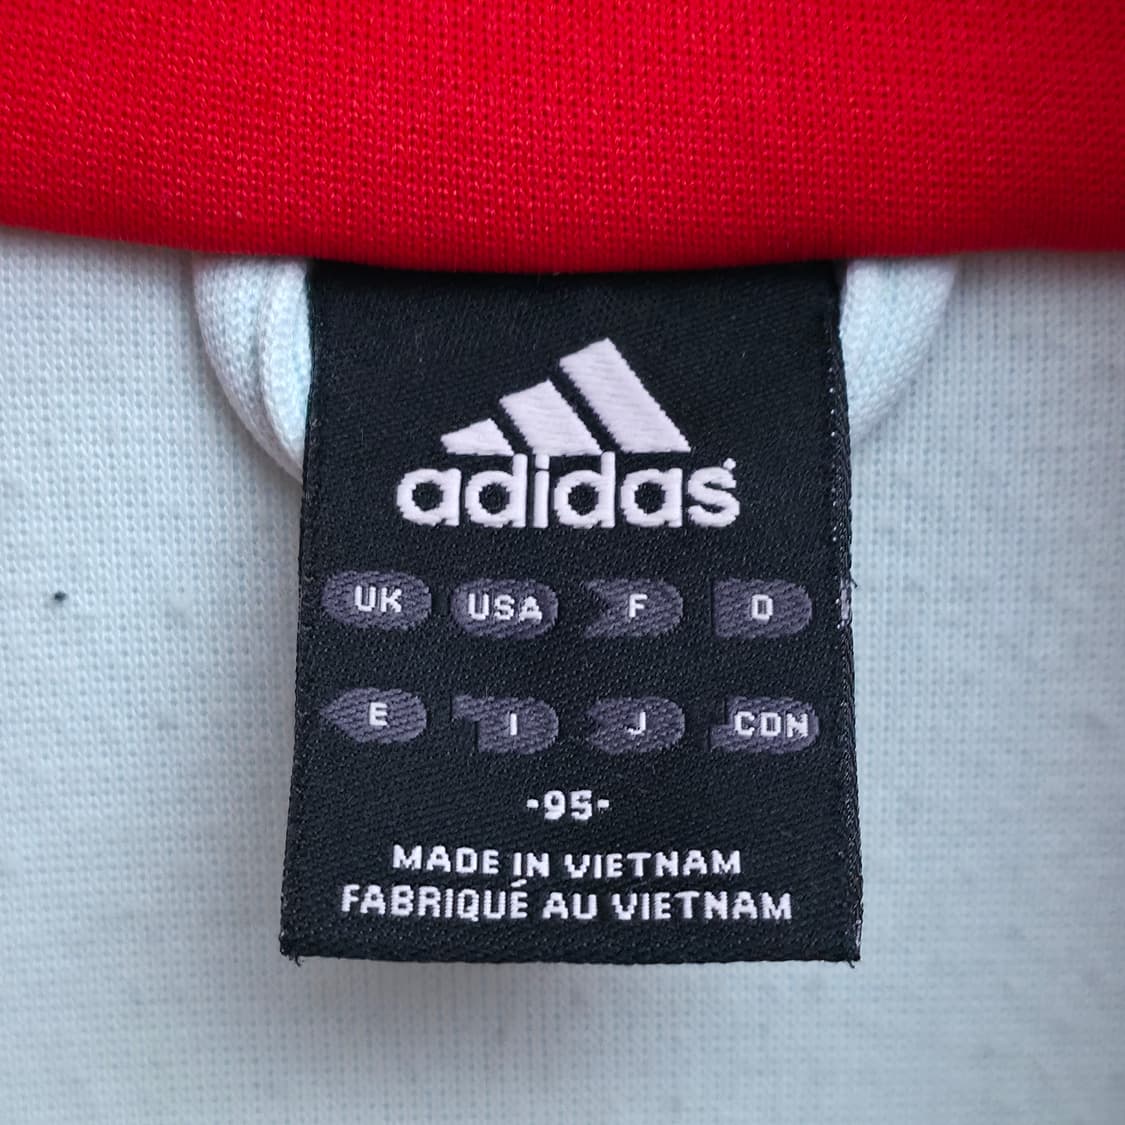 adidas
UK USA F D
E I J CDN
-95-
MADE IN VIETNAM
FABRIQUÉ AU VIETNAM